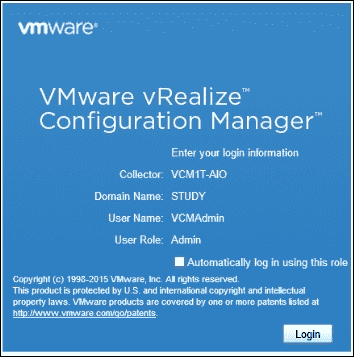 vmware®
VMware vRealize™
Configuration Manager™
Enter your login information
Collector: VCM1T-AIO
Domain Name: STUDY
User Name: VCMAdmin
User Role: Admin
Automatically log in using this role
Copyright (c) 1998-2015 VMware, Inc. All rights reserved.
This product is protected by U.S. and international copyright and intellectual
property laws. VMware products are covered by one or more patents listed at
http://www.vmware.com/go/patents.
Login